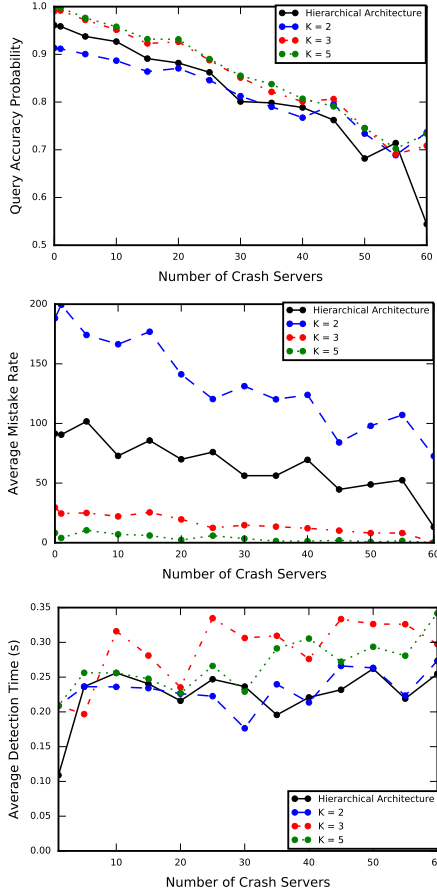 1.0
0.9
0.8
0.7
0.6
0.5
Query Accuracy Probability
Hierarchical Architecture
K = 2
K = 3
K = 5
0 10 20 30 40 50 60
Number of Crash Servers
200
150
100
50
0
Average Mistake Rate
Hierarchical Architecture
K = 2
K = 3
K = 5
0 10 20 30 40 50 60
Number of Crash Servers
0.35
0.30
0.25
0.20
0.15
0.10
0.05
0.00
Average Detection Time (s)
Hierarchical Architecture
K = 2
K = 3
K = 5
10 20 30 40 50 60
Number of Crash Servers